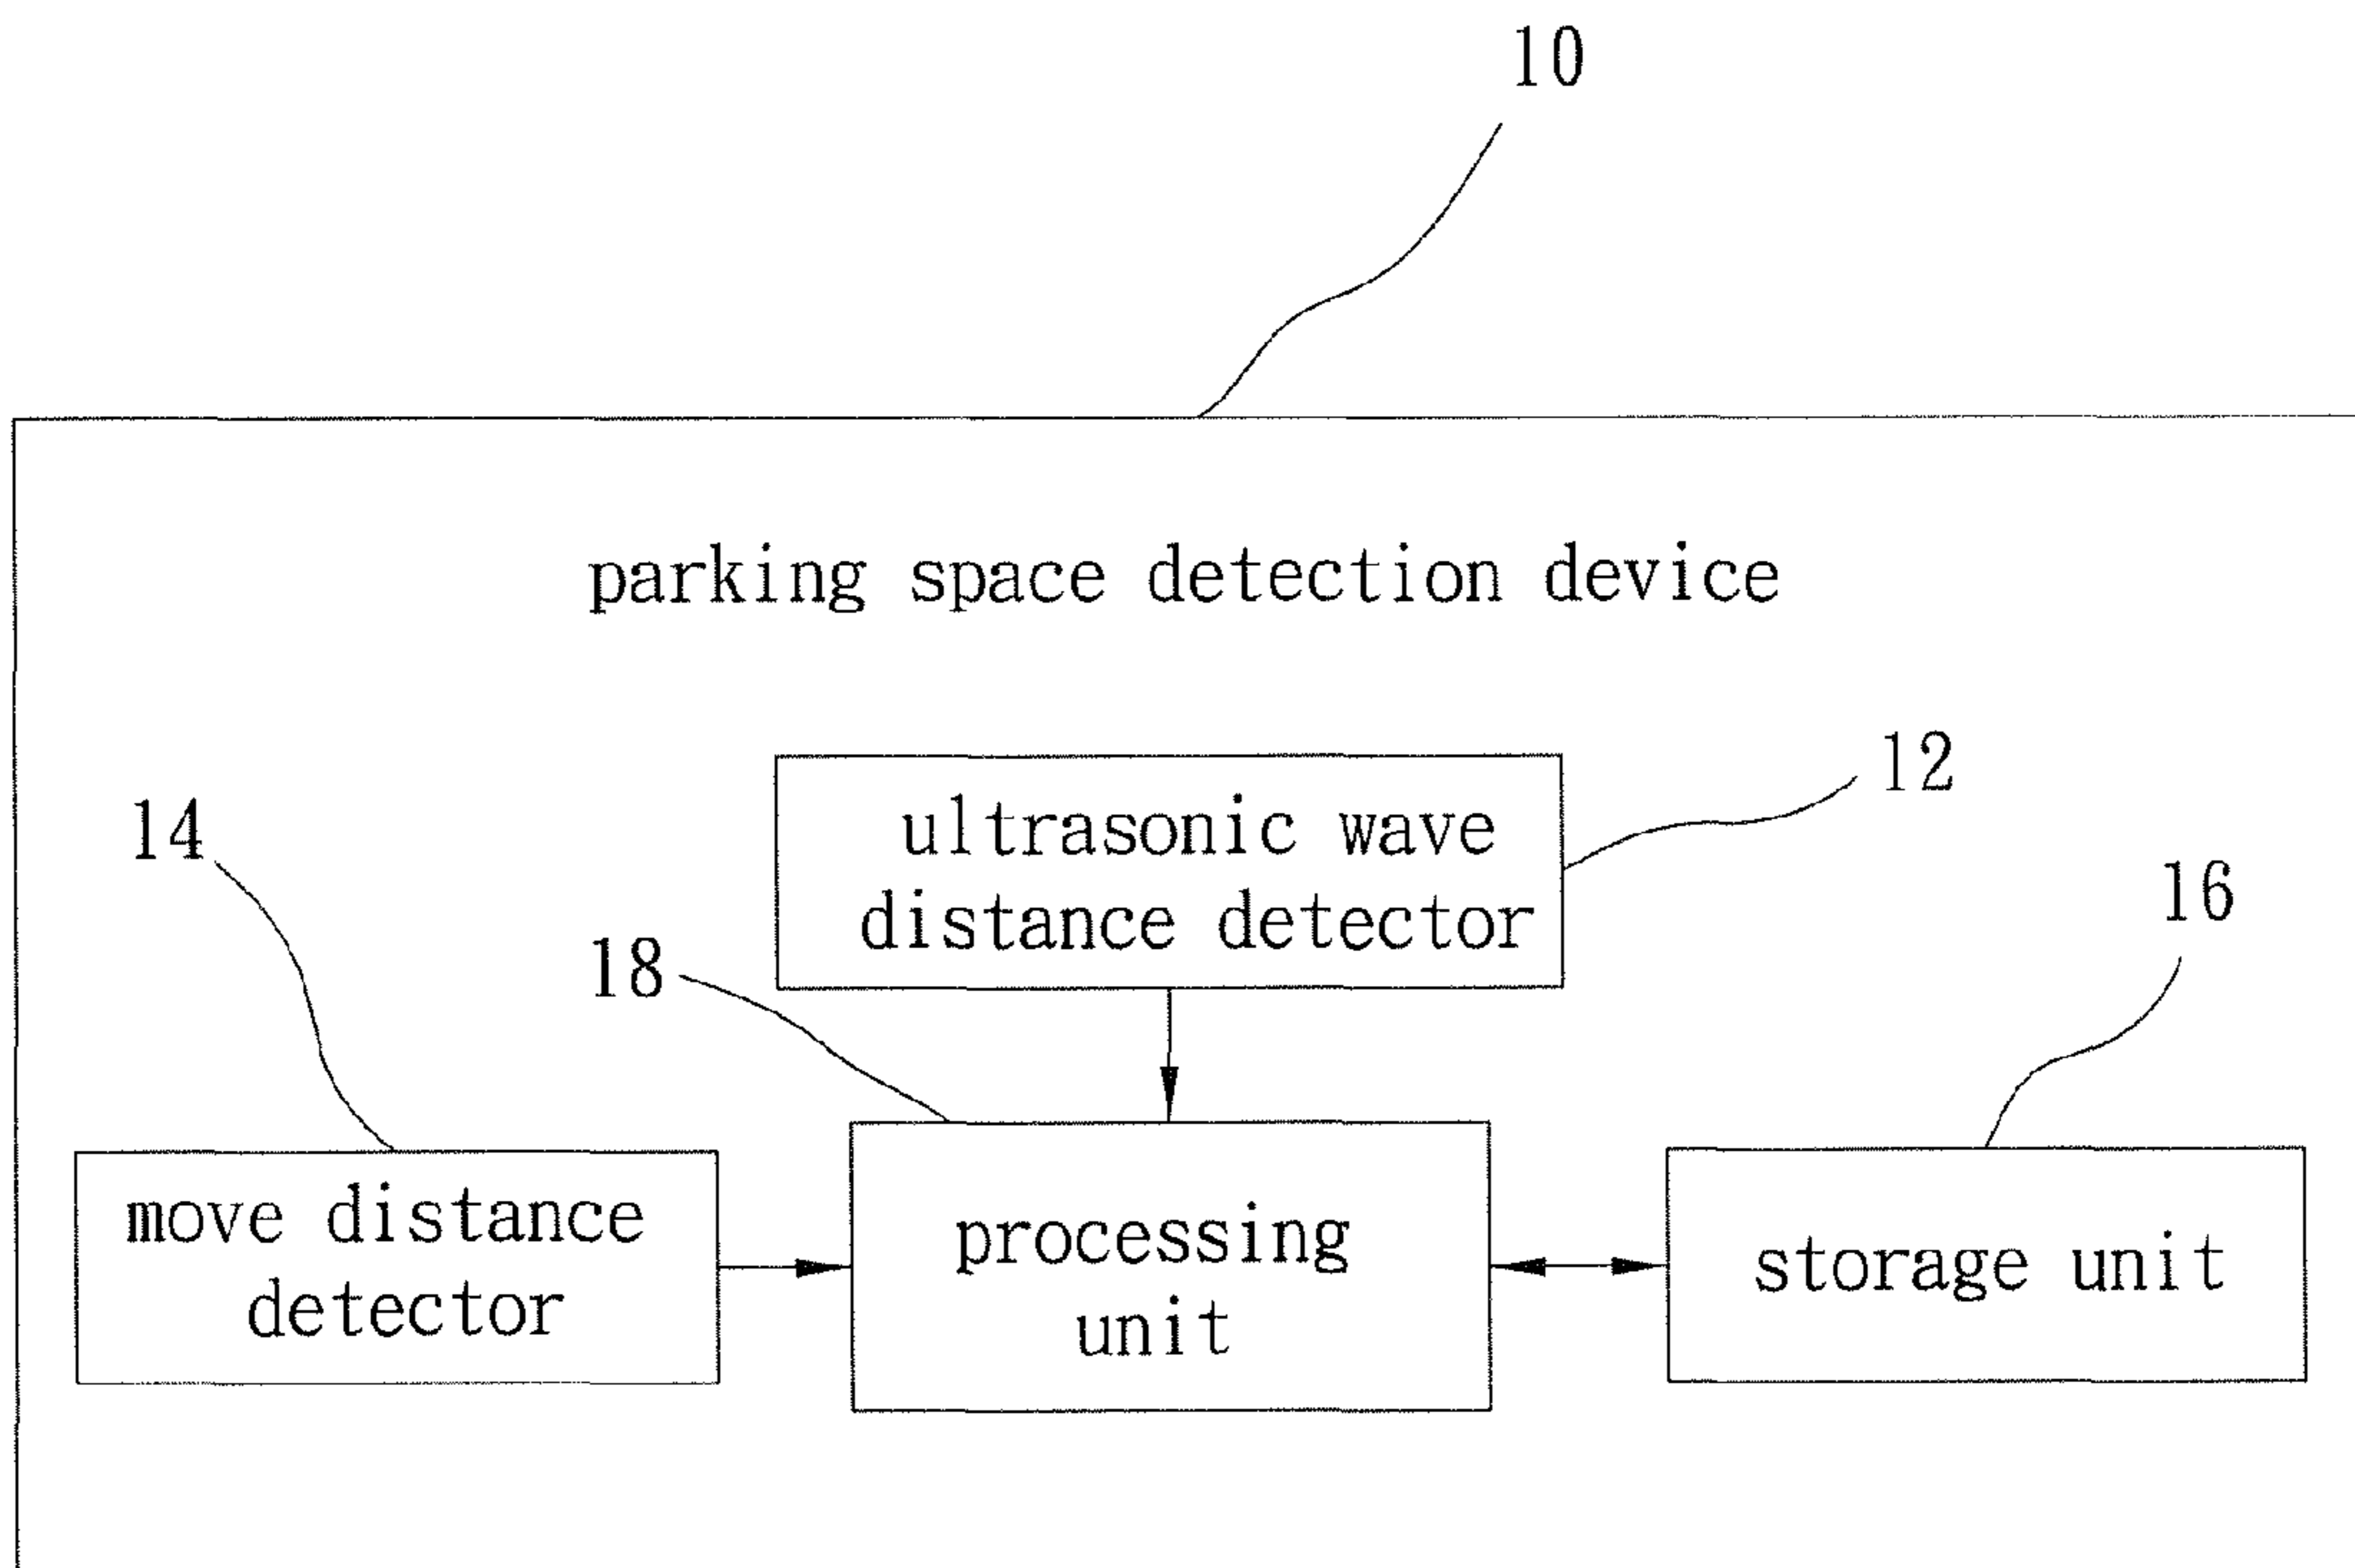 10
parking space detection device
12
ultrasonic wave
distance detector
14
16
18
move distance
detector
processing
unit
storage unit